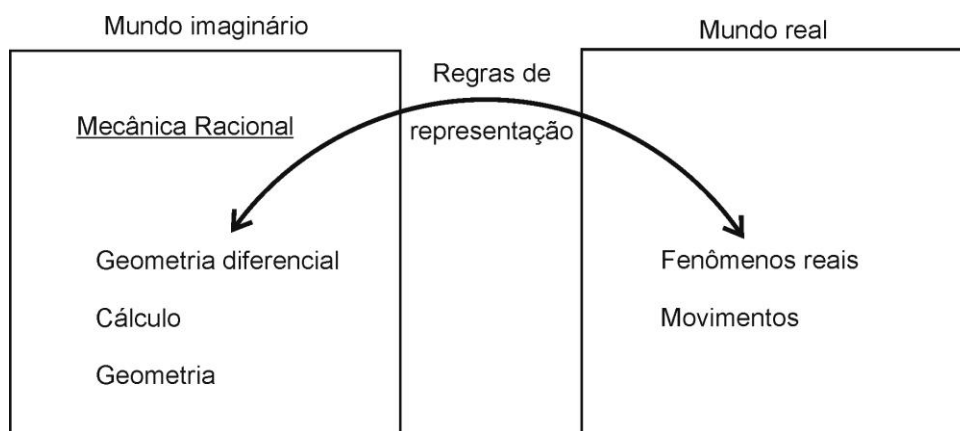 Mundo imaginário
Mundo real
Regras de
representação
Mecânica Racional
Geometria diferencial
Cálculo
Geometria
Fenômenos reais
Movimentos